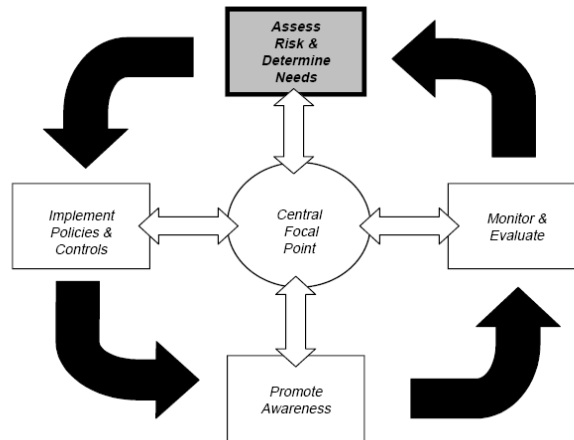 Assess
Risk &
Determine
Needs
Implement
Policies &
Controls
Central
Focal
Point
Monitor &
Evaluate
Promote
Awareness